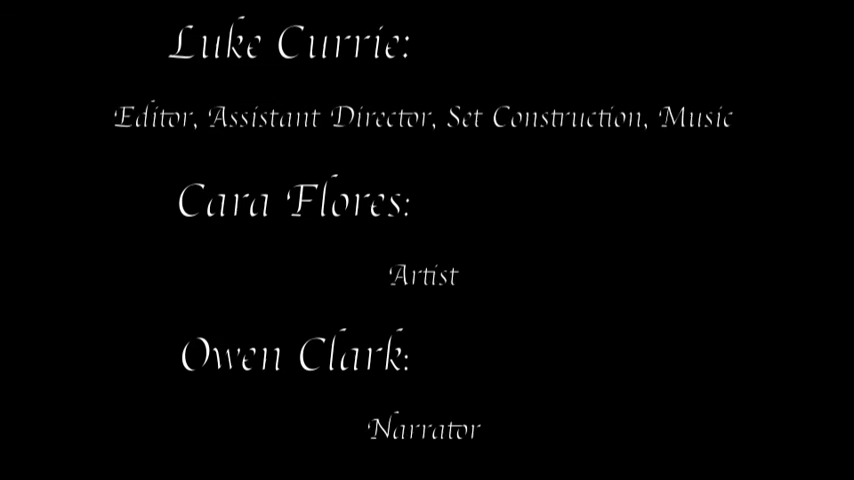 Luke Currie:
Editor, Assistant Director, Set Construction, Music
Cara Flores:
Artist
Owen Clark:
Narrator